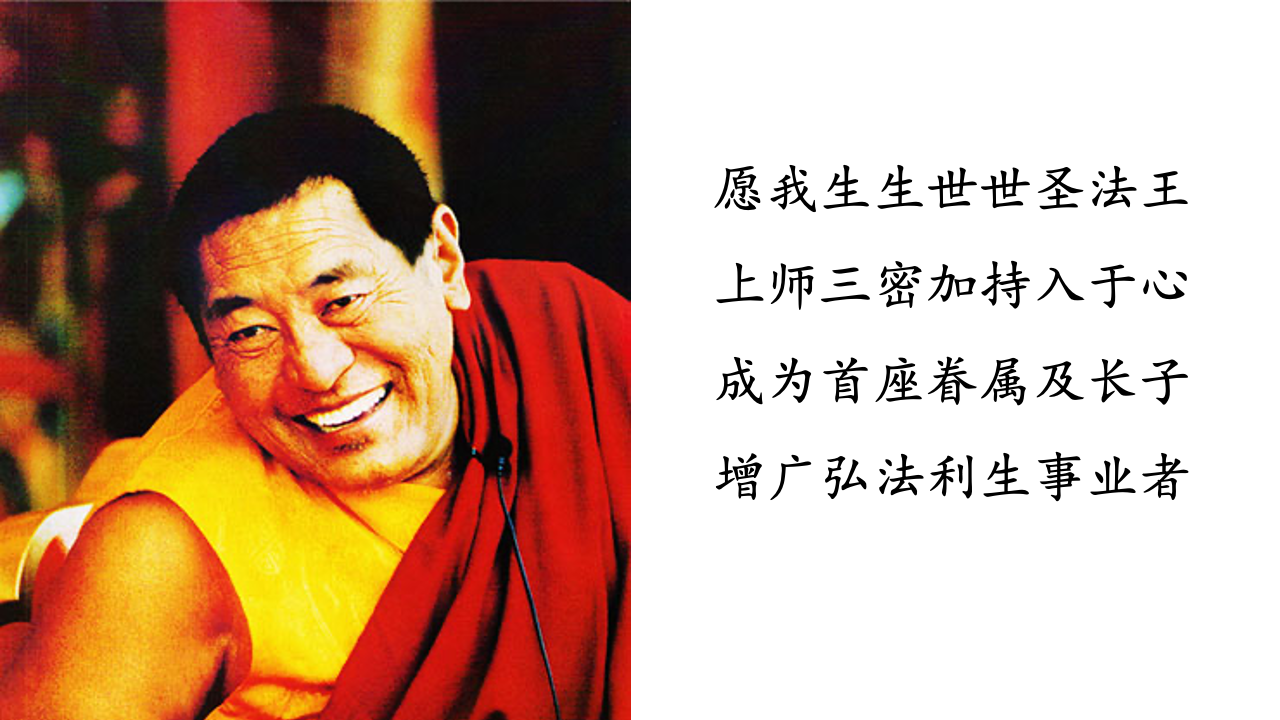 愿我生生世世圣法王
上师三密加持入于心
成为首座眷属及长子
增广弘法利生事业者